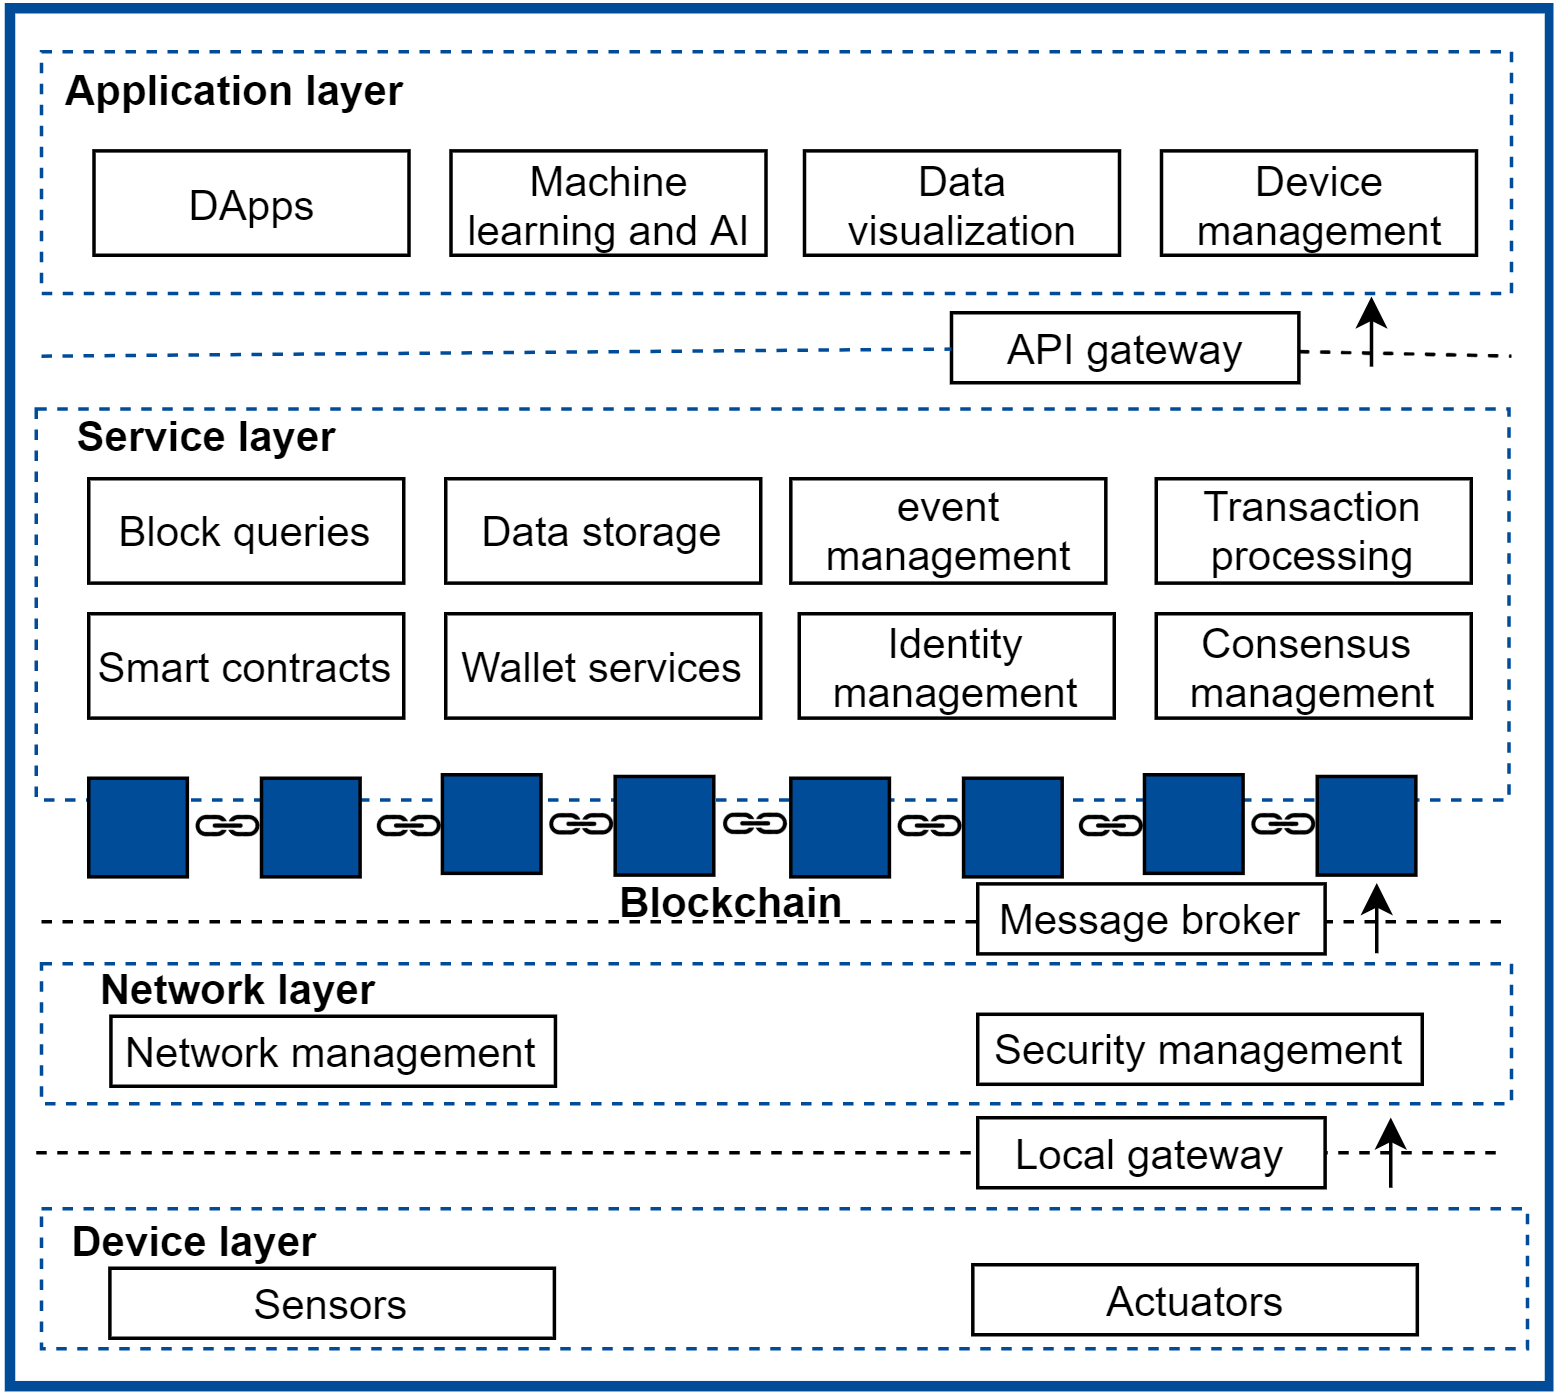 Application layer
DApps
Machine
learning and AI
Data
visualization
Device
management
API gateway
Service layer
Block queries
Data storage
event
management
Transaction
processing
Smart contracts
Wallet services
Identity
management
Consensus
management
Blockchain
Message broker
Network layer
Network management
Security management
Local gateway
Device layer
Sensors
Actuators